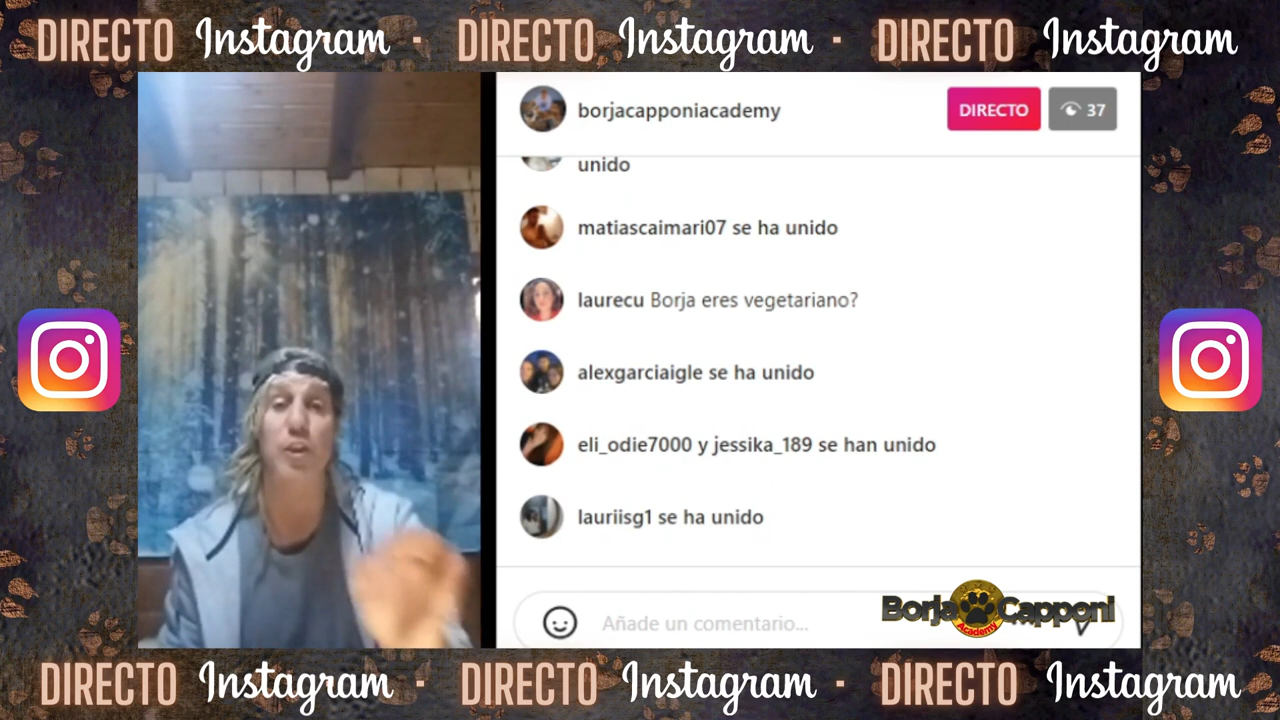 DIRECTO Instagram · DIRECTO Instagram · DIRECTO Instagram
borjacapponiacademy
DIRECTO
37
unido
matiascaimari07 se ha unido
laurecu Borja eres vegetariano?
alexgarciaigle se ha unido
eli_odie7000 y jessika_189 se han unido
lauriisg1 se ha unido
Añade un comentario...
Borja Capponi
Academy
DIRECTO Instagram · DIRECTO Instagram · DIRECTO Instagram